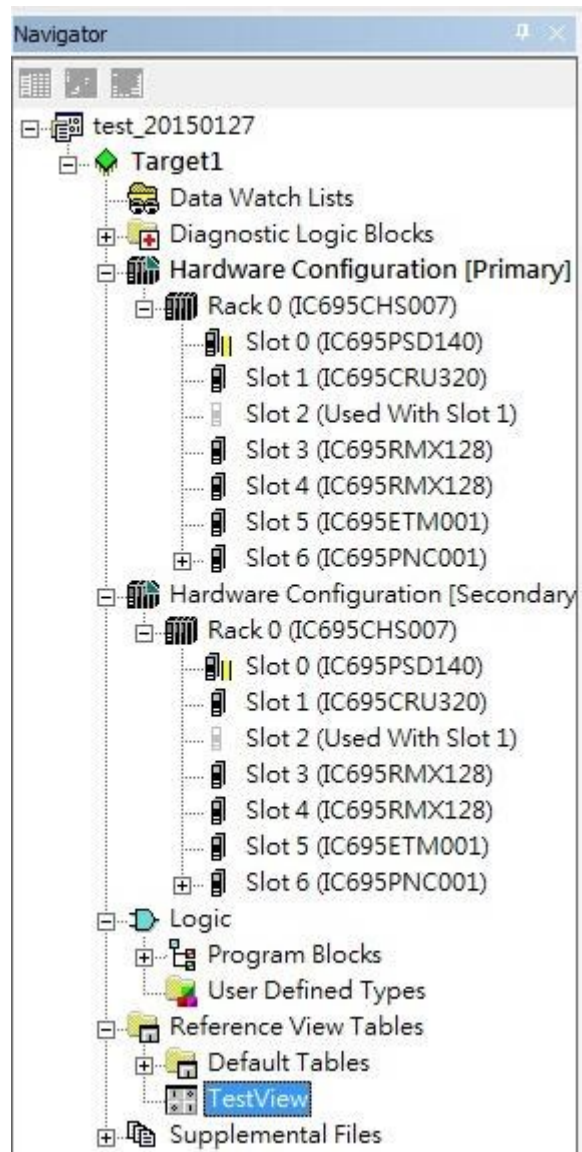 Navigator
test_20150127
Target1
Data Watch Lists
Diagnostic Logic Blocks
Hardware Configuration [Primary]
Rack 0 (IC695CHS007)
Slot 0 (IC695PSD140)
Slot 1 (IC695CRU320)
Slot 2 (Used With Slot 1)
Slot 3 (IC695RMX128)
Slot 4 (IC695RMX128)
Slot 5 (IC695ETM001)
Slot 6 (IC695PNC001)
Hardware Configuration [Secondary
Rack 0 (IC695CHS007)
Slot 0 (IC695PSD140)
Slot 1 (IC695CRU320)
Slot 2 (Used With Slot 1)
Slot 3 (IC695RMX128)
Slot 4 (IC695RMX128)
Slot 5 (IC695ETM001)
Slot 6 (IC695PNC001)
Logic
Program Blocks
User Defined Types
Reference View Tables
Default Tables
TestView
Supplemental Files